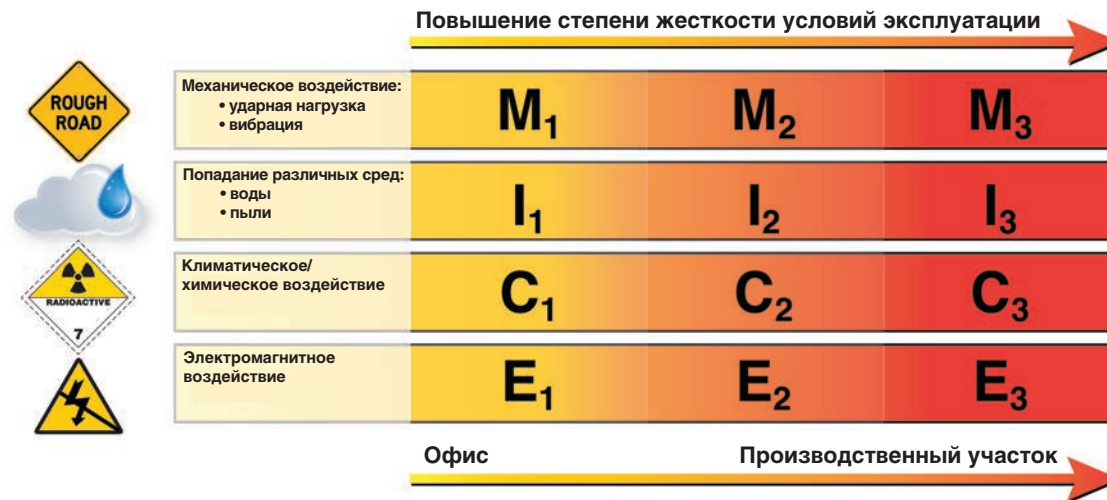 Повышение степени жесткости условий эксплуатации
ROUGH
ROAD
Механическое воздействие:
• ударная нагрузка
• вибрация
M₁ M₂ M₃
Попадание различных сред:
• воды
• пыли
I₁ I₂ I₃
RADIOACTIVE
7
Климатическое/
химическое воздействие
C₁ C₂ C₃
Электромагнитное
воздействие
E₁ E₂ E₃
Офис Производственный участок